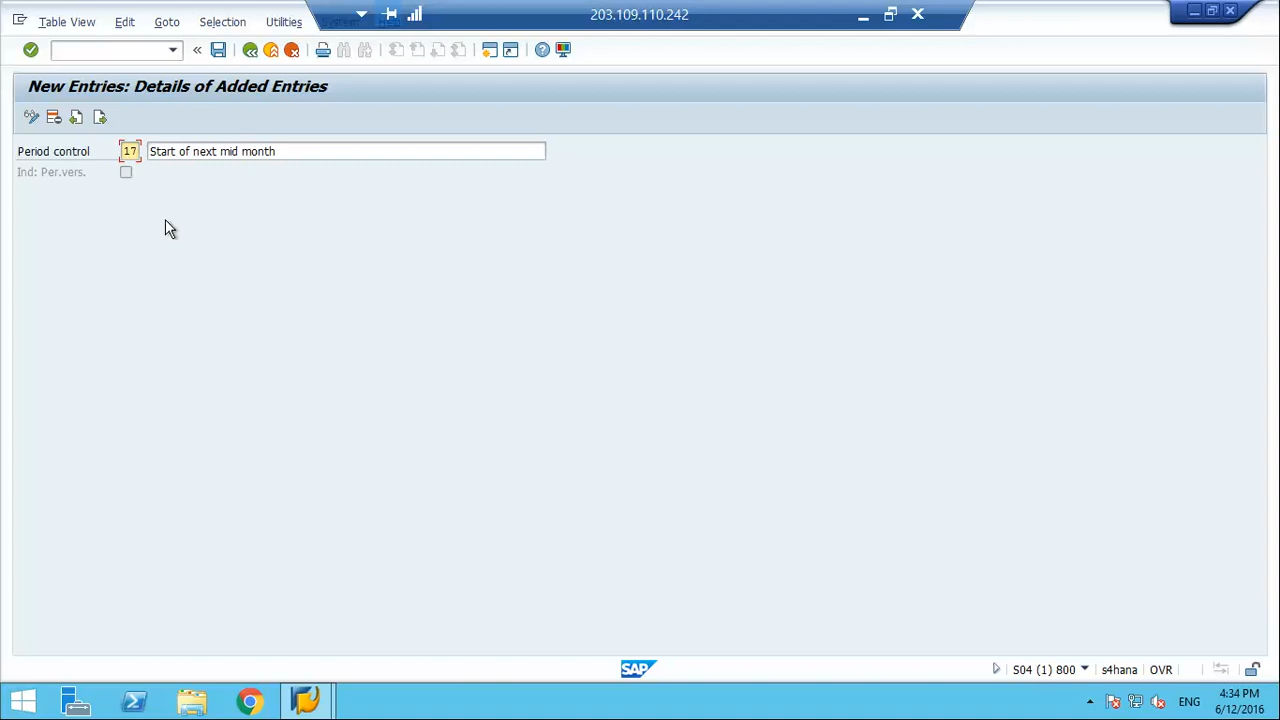 Table View Edit Goto Selection Utilities
203.109.110.242
New Entries: Details of Added Entries
Period control 17 Start of next mid month
Ind: Per.vers.
SAP
S04 (1) 800 s4hana OVR
ENG
4:34 PM
6/12/2016